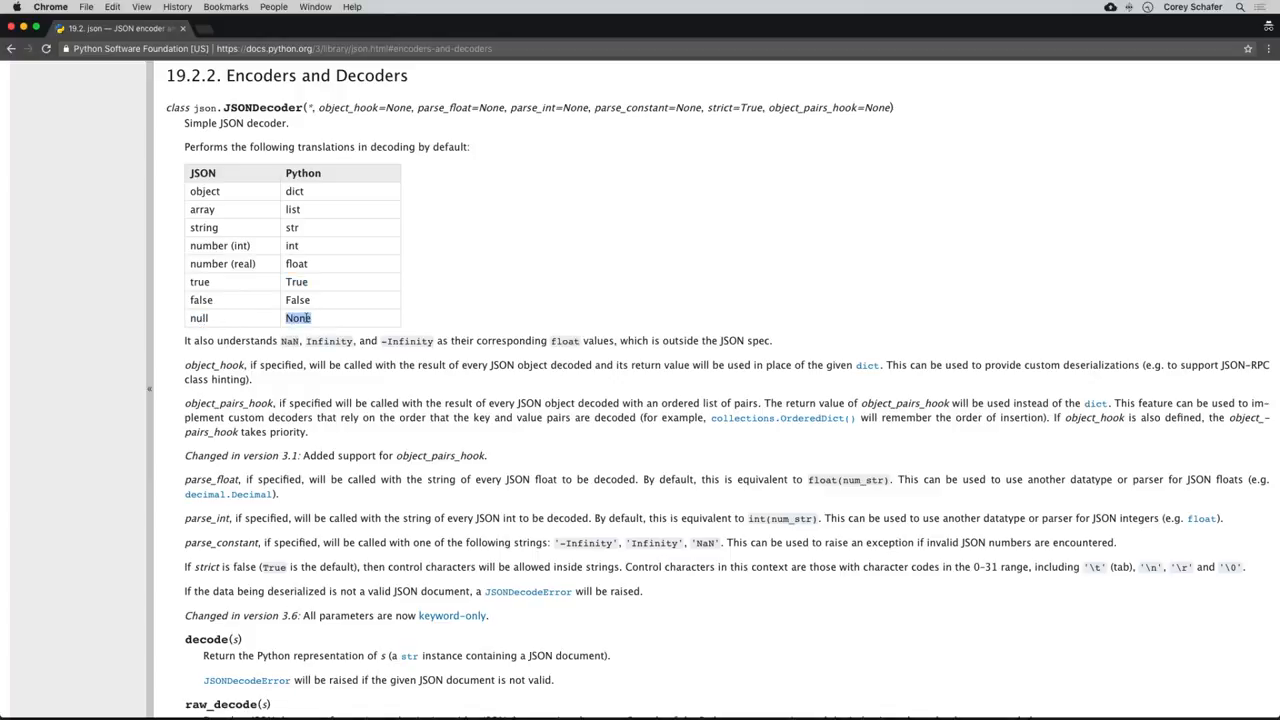 Chrome File Edit View History Bookmarks People Window Help Corey Schafer
19.2. json — JSON encoder an
Python Software Foundation [US] | https://docs.python.org/3/library/json.html#encoders-and-decoders
19.2.2. Encoders and Decoders
class json.JSONDecoder(*, object_hook=None, parse_float=None, parse_int=None, parse_constant=None, strict=True, object_pairs_hook=None)
Simple JSON decoder.
Performs the following translations in decoding by default:
JSON Python
object dict
array list
string str
number (int) int
number (real) float
true True
false False
null None
It also understands NaN, Infinity, and -Infinity as their corresponding float values, which is outside the JSON spec.
object_hook, if specified, will be called with the result of every JSON object decoded and its return value will be used in place of the given dict. This can be used to provide custom deserializations (e.g. to support JSON-RPC
class hinting).
object_pairs_hook, if specified will be called with the result of every JSON object decoded with an ordered list of pairs. The return value of object_pairs_hook will be used instead of the dict. This feature can be used to im-
plement custom decoders that rely on the order that the key and value pairs are decoded (for example, collections.OrderedDict() will remember the order of insertion). If object_hook is also defined, the object_-
pairs_hook takes priority.
Changed in version 3.1: Added support for object_pairs_hook.
parse_float, if specified, will be called with the string of every JSON float to be decoded. By default, this is equivalent to float(num_str). This can be used to use another datatype or parser for JSON floats (e.g.
decimal.Decimal).
parse_int, if specified, will be called with the string of every JSON int to be decoded. By default, this is equivalent to int(num_str). This can be used to use another datatype or parser for JSON integers (e.g. float).
parse_constant, if specified, will be called with one of the following strings: '-Infinity', 'Infinity', 'NaN'. This can be used to raise an exception if invalid JSON numbers are encountered.
If strict is false (True is the default), then control characters will be allowed inside strings. Control characters in this context are those with character codes in the 0–31 range, including '\t' (tab), '\n', '\r' and '\0'.
If the data being deserialized is not a valid JSON document, a JSONDecodeError will be raised.
Changed in version 3.6: All parameters are now keyword-only.
decode(s)
Return the Python representation of s (a str instance containing a JSON document).
JSONDecodeError will be raised if the given JSON document is not valid.
raw_decode(s)